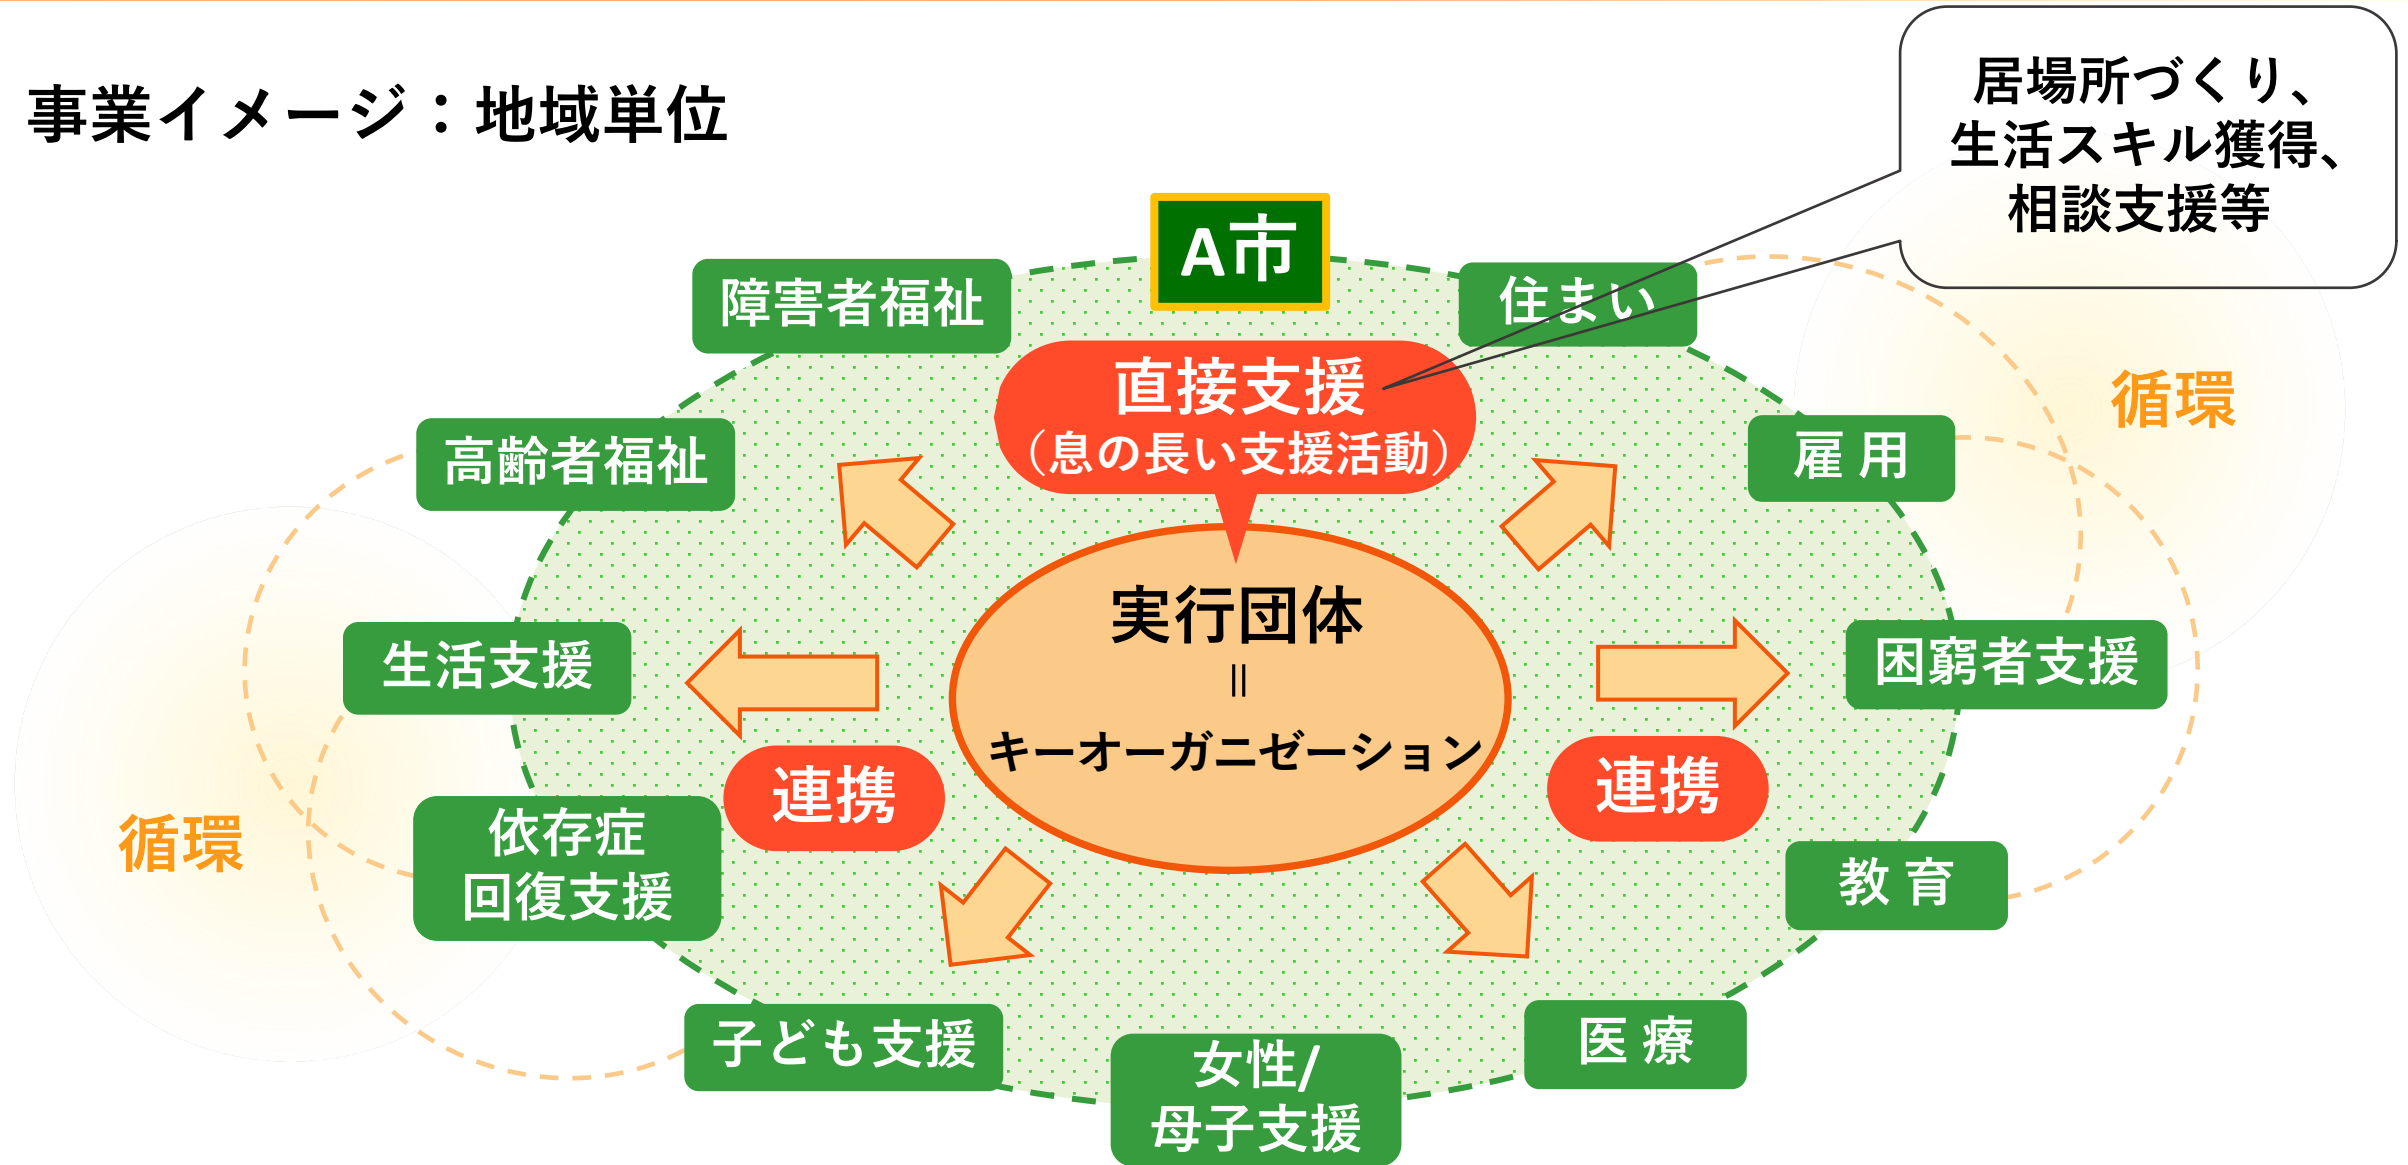 事業イメージ：地域単位
居場所づくり、
生活スキル獲得、
相談支援等
A市
障害者福祉
住まい
直接支援
（息の長い支援活動）
循環
高齢者福祉
雇 用
実行団体
＝
キーオーガニゼーション
生活支援
困窮者支援
連携
連携
循環
依存症
回復支援
教 育
子ども支援
女性/
母子支援
医 療